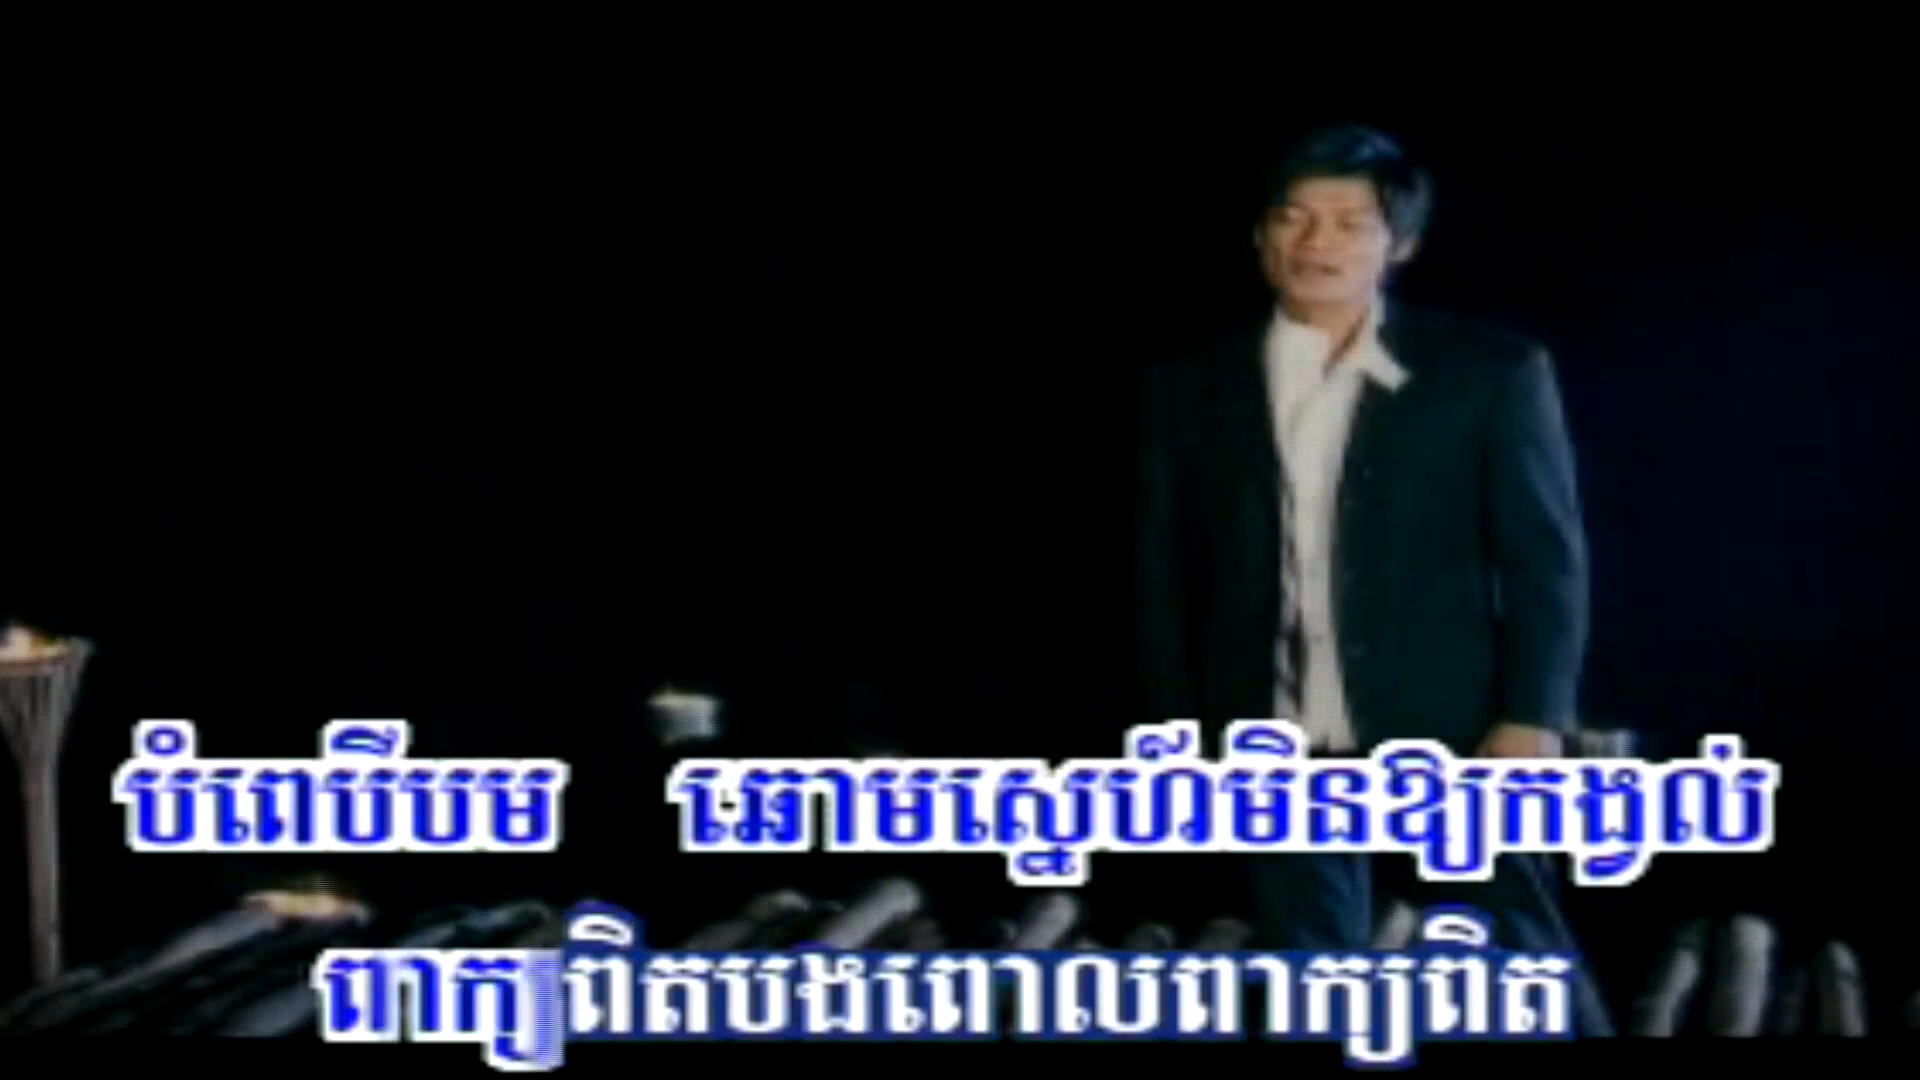 បំពេបឺបម ឆោមស្នេហ៍មិនឱ្យកង្វល់
ពាក្យពិតបងពោលពាក្យពិត